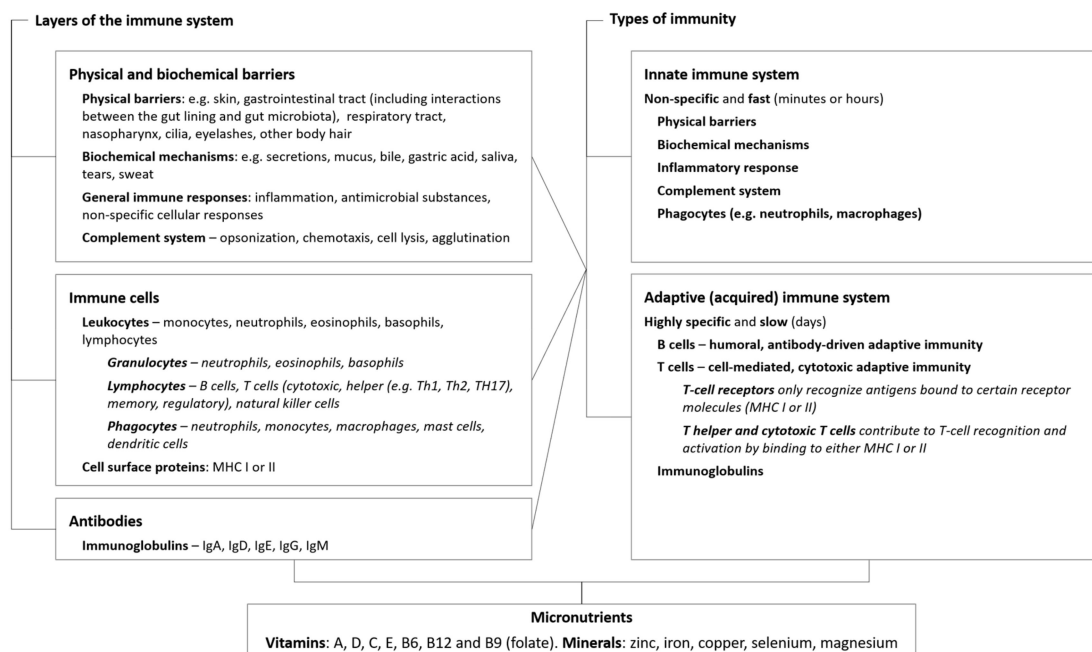 Layers of the immune system
Physical and biochemical barriers
Physical barriers: e.g. skin, gastrointestinal tract (including interactions
between the gut lining and gut microbiota), respiratory tract,
nasopharynx, cilia, eyelashes, other body hair
Biochemical mechanisms: e.g. secretions, mucus, bile, gastric acid, saliva,
tears, sweat
General immune responses: inflammation, antimicrobial substances,
non-specific cellular responses
Complement system – opsonization, chemotaxis, cell lysis, agglutination
Immune cells
Leukocytes – monocytes, neutrophils, eosinophils, basophils,
lymphocytes
Granulocytes – neutrophils, eosinophils, basophils
Lymphocytes – B cells, T cells (cytotoxic, helper (e.g. Th1, Th2, TH17),
memory, regulatory), natural killer cells
Phagocytes – neutrophils, monocytes, macrophages, mast cells,
dendritic cells
Cell surface proteins: MHC I or II
Antibodies
Immunoglobulins – IgA, IgD, IgE, IgG, IgM
Types of immunity
Innate immune system
Non-specific and fast (minutes or hours)
Physical barriers
Biochemical mechanisms
Inflammatory response
Complement system
Phagocytes (e.g. neutrophils, macrophages)
Adaptive (acquired) immune system
Highly specific and slow (days)
B cells – humoral, antibody-driven adaptive immunity
T cells – cell-mediated, cytotoxic adaptive immunity
T-cell receptors only recognize antigens bound to certain receptor
molecules (MHC I or II)
T helper and cytotoxic T cells contribute to T-cell recognition and
activation by binding to either MHC I or II
Immunoglobulins
Micronutrients
Vitamins: A, D, C, E, B6, B12 and B9 (folate). Minerals: zinc, iron, copper, selenium, magnesium